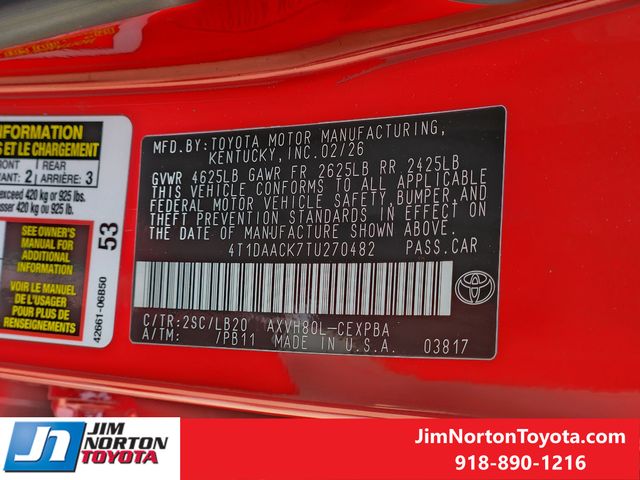 INFORMATION
ET LE CHARGEMENT
FRONT
REAR
2
ARRIÈRE 3
exceed 420 kg or 925 lbs.
420 kg ou 925 lb.
SEE OWNER'S
MANUAL FOR
ADDITIONAL
INFORMATION
VOIR LE GUIDE
DE L'USAGER
POUR PLUS DE
RENSEIGNEMENTS
53
42661-06B50
MFD.BY:TOYOTA MOTOR MANUFACTURING,
KENTUCKY,INC.02/26
GVWR 4625LB GAWR FR 2625LB RR 2425LB
THIS VEHICLE CONFORMS TO ALL APPLICABLE
FEDERAL MOTOR VEHICLE SAFETY,BUMPER,AND
THEFT PREVENTION STANDARDS IN EFFECT ON
THE DATE OF MANUFACTURE SHOWN ABOVE.
4T1DAACK7TU270482 PASS.CAR
C/TR:2SC/LB20 AXVH80L-CEXPBA
A/TM: /PB11 MADE IN U.S.A. 03817
JIM
NORTON
TOYOTA
JimNortonToyota.com
918-890-1216